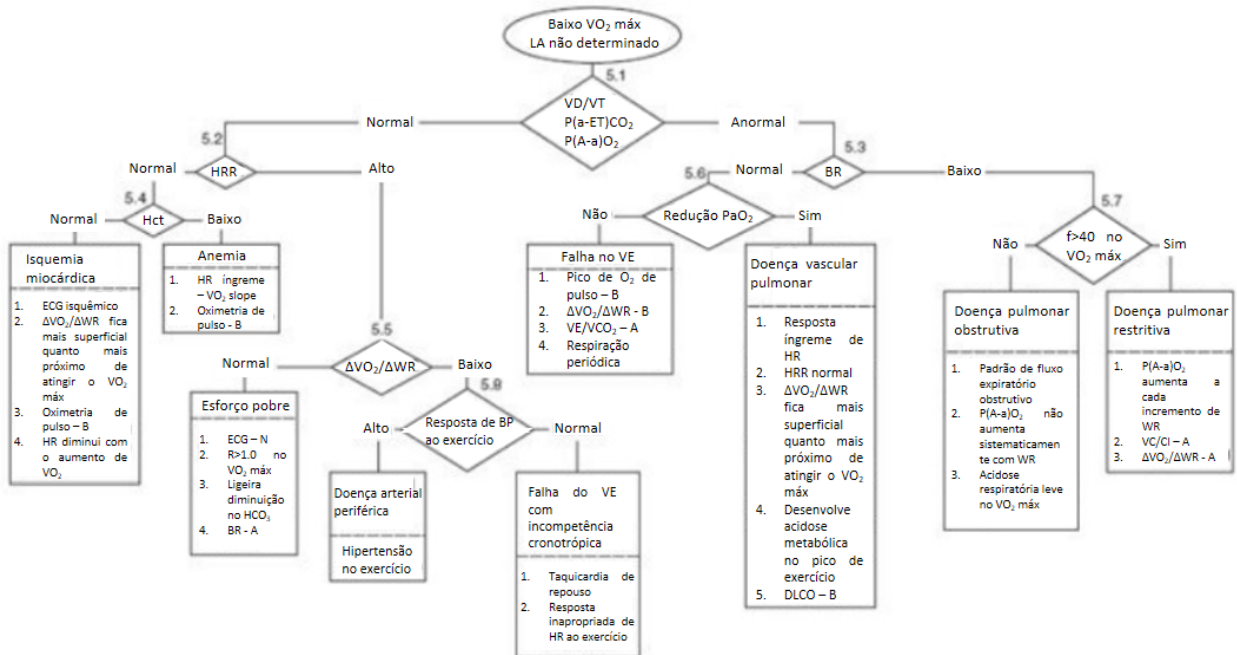 Baixo VO₂ máx
LA não determinado
5.1
VD/VT
P(a-ET)CO₂
P(A-a)O₂
Normal
Anormal
5.2
HRR
Normal
Alto
5.3
BR
Normal
Baixo
5.4
Hct
Normal
Baixo
5.6
Redução PaO₂
Não
Sim
5.7
f>40 no
VO₂ máx
Não
Sim
Isquemia
miocárdica
1. ECG isquêmico
2. ΔVO₂/ΔWR fica
mais superficial
quanto mais
próximo de
atingir o VO₂
máx
3. Oximetria de
pulso – B
4. HR diminui com
o aumento de
VO₂
Anemia
1. HR íngreme
– VO₂ slope
2. Oximetria de
pulso - B
5.5
ΔVO₂/ΔWR
Normal
Baixo
Esforço pobre
1. ECG – N
2. R>1.0 no
VO₂ máx
3. Ligeira
diminuição
no HCO₃
4. BR - A
5.8
Resposta de BP
ao exercício
Alto
Normal
Doença arterial
periférica
Hipertensão
no exercício
Falha do VE
com
incompetência
cronotrópica
1. Taquicardia de
repouso
2. Resposta
inapropriada de
HR ao exercício
Falha no VE
1. Pico de O₂ de
pulso – B
2. ΔVO₂/ΔWR - B
3. VE/VCO₂ – A
4. Respiração
periódica
Doença vascular
pulmonar
1. Resposta
íngreme de
HR
2. HRR normal
3. ΔVO₂/ΔWR
fica mais
superficial
quanto mais
próximo de
atingir o VO₂
máx
4. Desenvolve
acidose
metabólica
no pico de
exercício
5. DLCO – B
Doença pulmonar
obstrutiva
1. Padrão de fluxo
expiratório
obstrutivo
2. P(A-a)O₂ não
aumenta
sistematicame
nte com WR
3. Acidose
respiratória leve
no VO₂ máx
Doença pulmonar
restritiva
1. P(A-a)O₂
aumenta a
cada
incremento de
WR
2. VC/CI – A
3. ΔVO₂/ΔWR - A